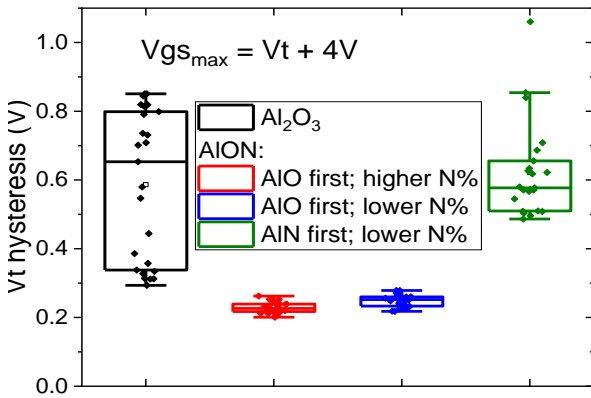 Vgs_max = Vt + 4V
Vt hysteresis (V)
1.0
0.8
0.6
0.4
0.2
0.0
Al₂O₃
AlON:
AlO first; higher N%
AlO first; lower N%
AlN first; lower N%